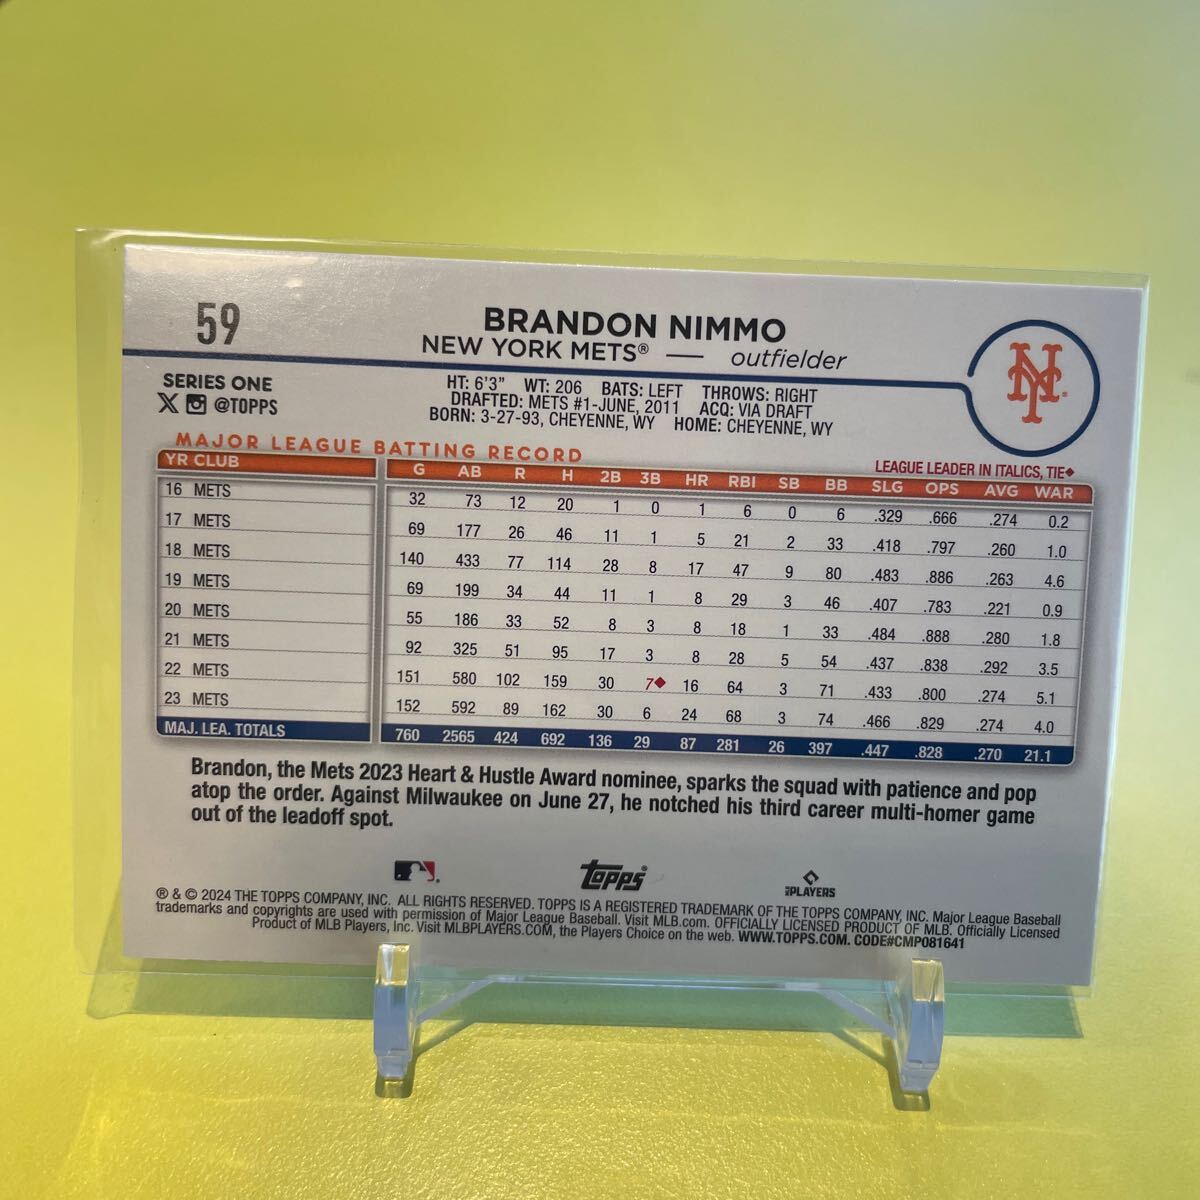 59
BRANDON NIMMO
NEW YORK METS® — outfielder
NY
SERIES ONE
X @TOPPS
HT: 6'3" WT: 206 BATS: LEFT THROWS: RIGHT
DRAFTED: METS #1-JUNE, 2011 ACQ: VIA DRAFT
BORN: 3-27-93, CHEYENNE, WY HOME: CHEYENNE, WY
MAJOR LEAGUE BATTING RECORD
LEAGUE LEADER IN ITALICS, TIE◆
YR CLUB G AB R H 2B 3B HR RBI SB BB SLG OPS AVG WAR
16 METS 32 73 12 20 1 0 1 6 0 6 .329 .666 .274 0.2
17 METS 69 177 26 46 11 1 5 21 2 33 .418 .797 .260 1.0
18 METS 140 433 77 114 28 8 17 47 9 80 .483 .886 .263 4.6
19 METS 69 199 34 44 11 1 8 29 3 46 .407 .783 .221 0.9
20 METS 55 186 33 52 8 3 8 18 1 33 .484 .888 .280 1.8
21 METS 92 325 51 95 17 3 8 28 5 54 .437 .838 .292 3.5
22 METS 151 580 102 159 30 7◆ 16 64 3 71 .433 .800 .274 5.1
23 METS 152 592 89 162 30 6 24 68 3 74 .466 .829 .274 4.0
MAJ. LEA. TOTALS 760 2565 424 692 136 29 87 281 26 397 .447 .828 .270 21.1
Brandon, the Mets 2023 Heart & Hustle Award nominee, sparks the squad with patience and pop
atop the order. Against Milwaukee on June 27, he notched his third career multi-homer game
out of the leadoff spot.
topps®
MLB PLAYERS
® & © 2024 THE TOPPS COMPANY, INC. ALL RIGHTS RESERVED. TOPPS IS A REGISTERED TRADEMARK OF THE TOPPS COMPANY, INC. Major League Baseball
trademarks and copyrights are used with permission of Major League Baseball. Visit MLB.com. OFFICIALLY LICENSED PRODUCT OF MLB. Officially Licensed
Product of MLB Players, Inc. Visit MLBPLAYERS.COM, the Players Choice on the web. WWW.TOPPS.COM. CODE#CMP081641